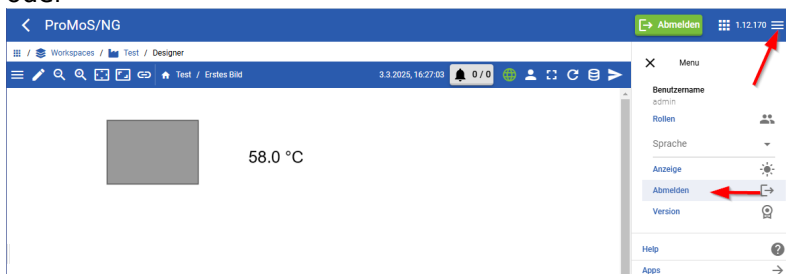 oder
ProMoS/NG
Abmelden
1.12.170
/ Workspaces / Test / Designer
Test / Erstes Bild
3.3.2025, 16:27:03
0 / 0
58.0 °C
Menu
Benutzername
admin
Rollen
Sprache
Anzeige
Abmelden
Version
Help
Apps